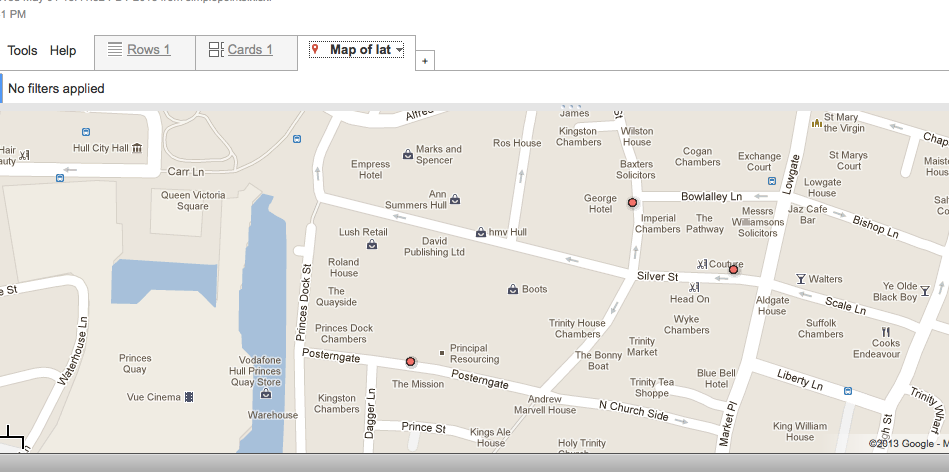 1 PM
Tools Help Rows 1 Cards 1 Map of lat +
No filters applied
Alfre
James
St
Hair
auty
Hull City Hall
Carr Ln
Queen Victoria
Square
Marks and
Spencer
Empress
Hotel
Ros House
Kingston
Chambers
Wilston
House
Baxters
Solicitors
Cogan
Chambers
Exchange
Court
Lowgate
St Mary
the Virgin
Chap
St Marys
Court
Maiste
Hous
Lowgate
House
Ann
Summers Hull
George
Hotel
Bowlalley Ln
Salt
Co
Imperial
Chambers
The
Pathway
Messrs
Williamsons
Solicitors
Jaz Cafe
Bar
Bishop Ln
Lush Retail
hmv Hull
David
Publishing Ltd
Roland
House
Couture
Silver St
Walters
Ye Olde
Black Boy
Head On
Aldgate
House
Scale Ln
e St
Princes Dock St
The
Quayside
Boots
Wyke
Chambers
Suffolk
Chambers
Cooks
Endeavour
Waterhouse Ln
Princes Dock
Chambers
Trinity House
Chambers
Trinity
Market
Posterngate
Principal
Resourcing
The Bonny
Boat
Princes
Quay
Vodafone
Hull Princes
Quay Store
The Mission
Posterngate
Trinity Tea
Shoppe
Blue Bell
Hotel
Liberty Ln
Vue Cinema
Warehouse
Kingston
Chambers
Dagger Ln
Andrew
Marvell House
N Church Side
Market Pl
Trinity Wharf
Prince St
Kings Ale
House
Holy Trinity
Church
King William
House
gh St
©2013 Google - M